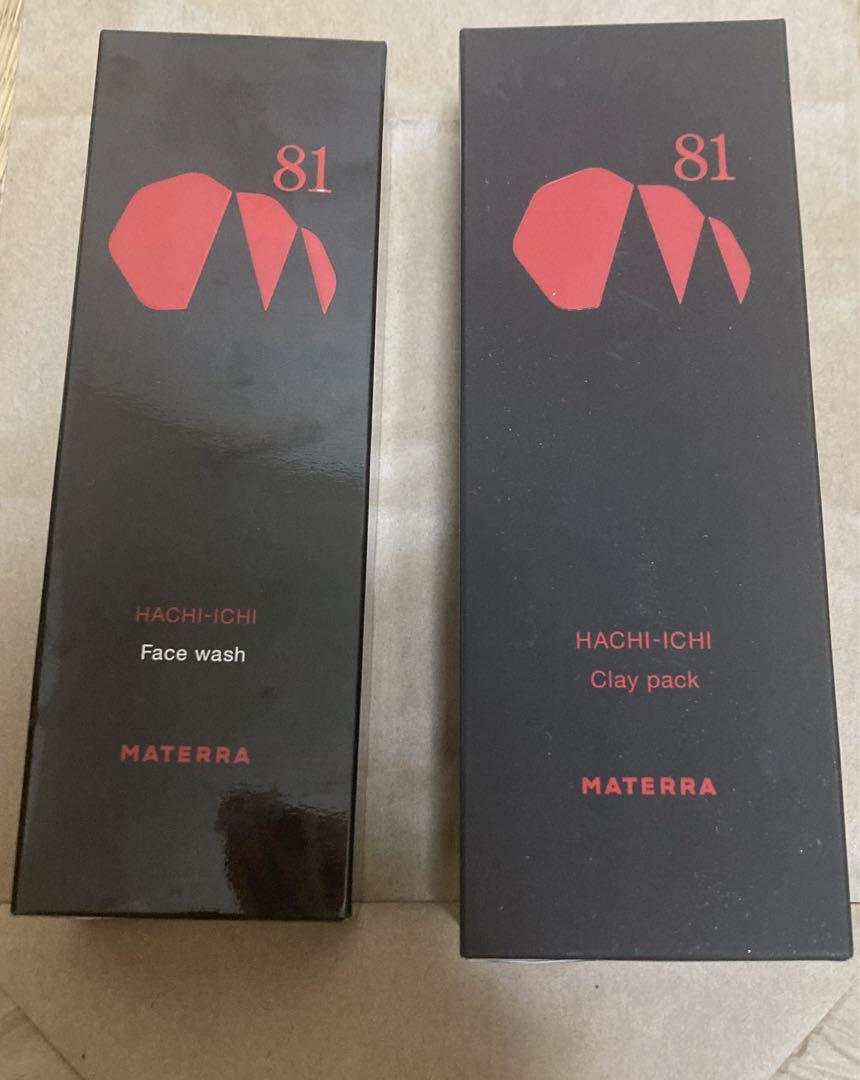 81
HACHI-ICHI
Face wash
MATERRA
81
HACHI-ICHI
Clay pack
MATERRA